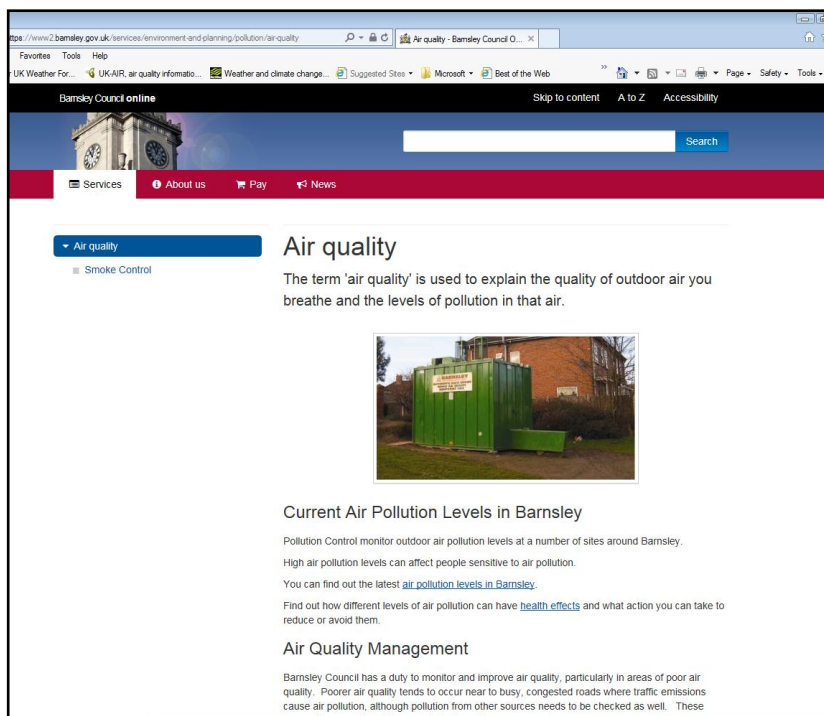 ttps://www2.barnsley.gov.uk/services/environment-and-planning/pollution/air-quality
Air quality - Barnsley Council O...
Favorites Tools Help
UK Weather For... UK-AIR, air quality informatio... Weather and climate change... Suggested Sites Microsoft Best of the Web » Page Safety Tools
Barnsley Council online Skip to content A to Z Accessibility
Search
Services About us Pay News
Air quality
Smoke Control
Air quality
The term 'air quality' is used to explain the quality of outdoor air you
breathe and the levels of pollution in that air.
BARNSLEY
Current Air Pollution Levels in Barnsley
Pollution Control monitor outdoor air pollution levels at a number of sites around Barnsley.
High air pollution levels can affect people sensitive to air pollution.
You can find out the latest air pollution levels in Barnsley.
Find out how different levels of air pollution can have health effects and what action you can take to
reduce or avoid them.
Air Quality Management
Barnsley Council has a duty to monitor and improve air quality, particularly in areas of poor air
quality. Poorer air quality tends to occur near to busy, congested roads where traffic emissions
cause air pollution, although pollution from other sources needs to be checked as well. These